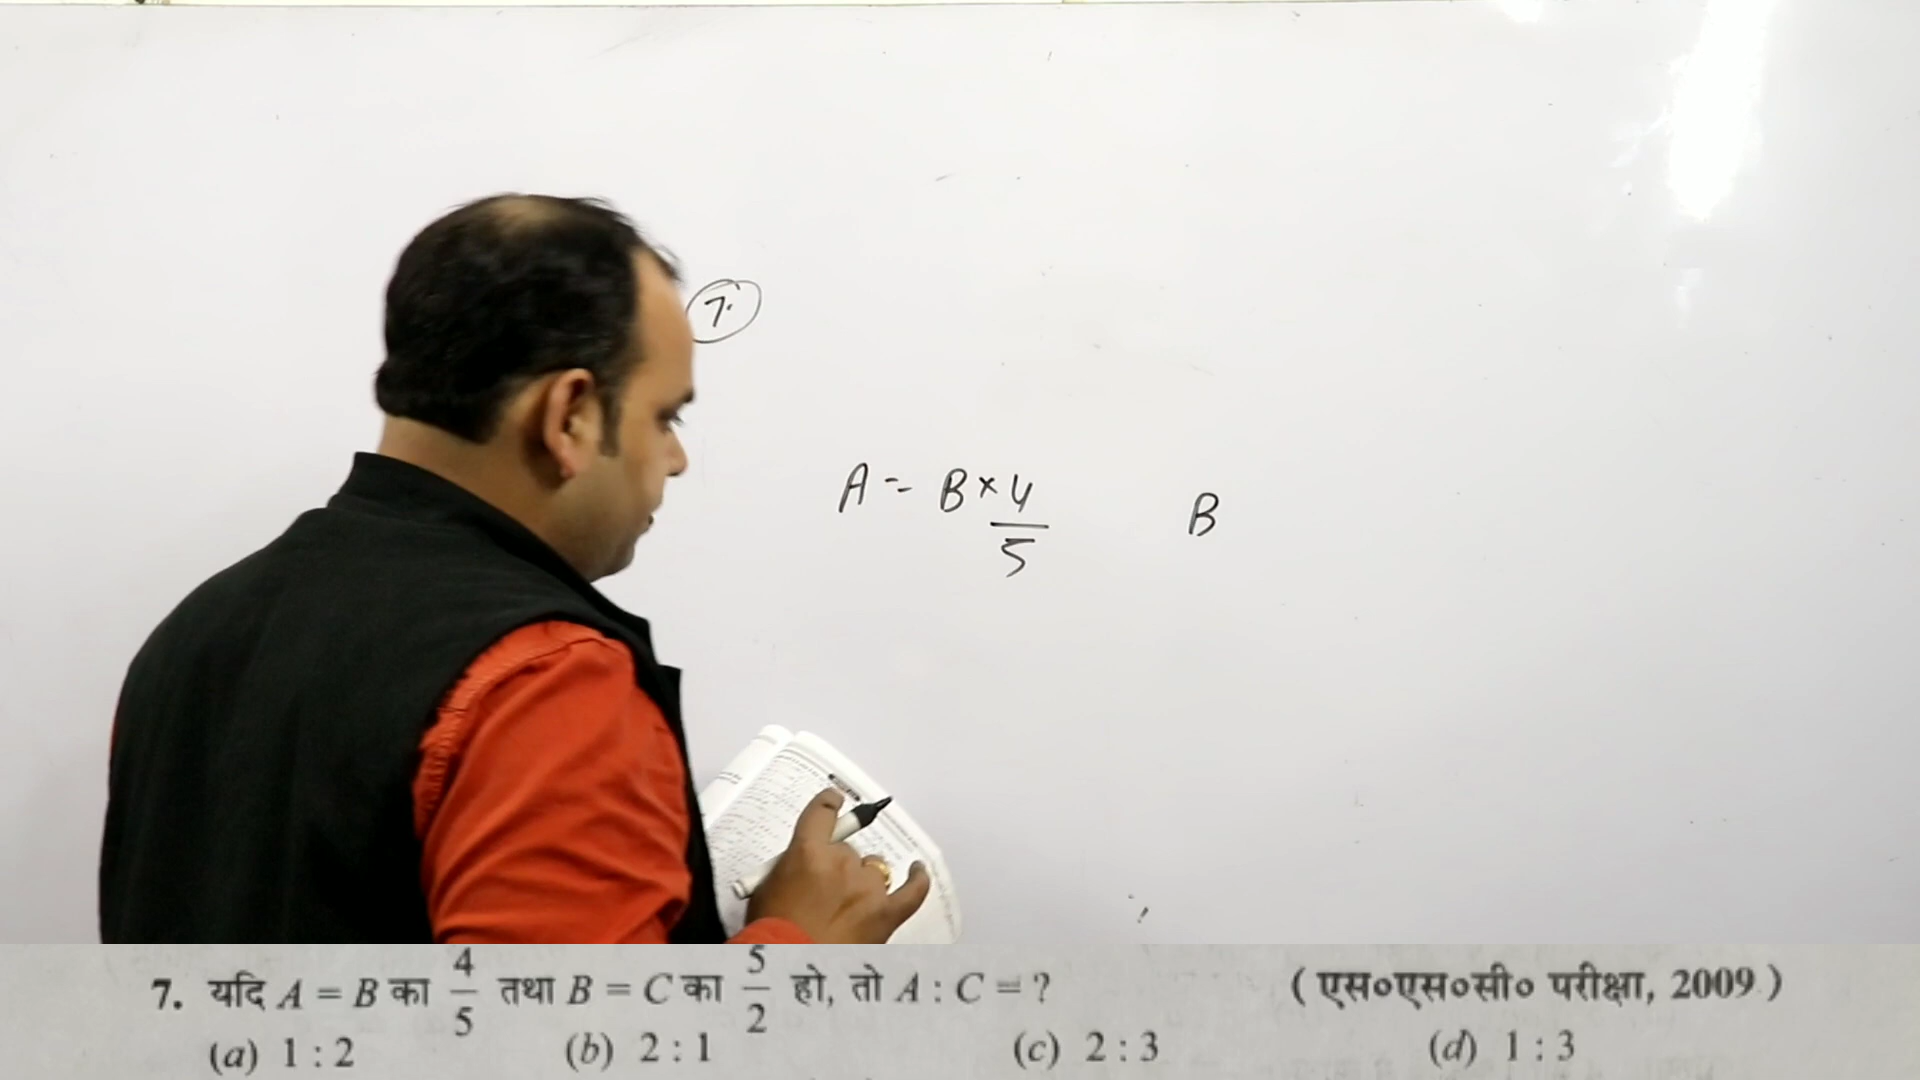 7.
A = B × 4/5 B
7. यदि A = B का 4/5 तथा B = C का 5/2 हो, तो A : C = ? (एस०एस०सी० परीक्षा, 2009)
(a) 1 : 2 (b) 2 : 1 (c) 2 : 3 (d) 1 : 3